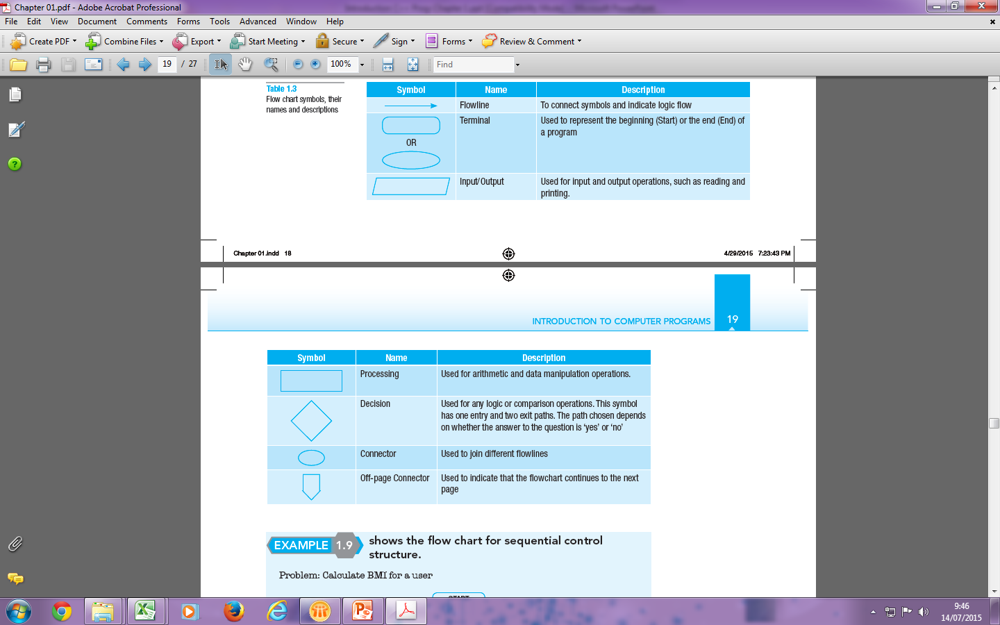 Chapter 01.pdf - Adobe Acrobat Professional
File Edit View Document Comments Forms Tools Advanced Window Help
Create PDF Combine Files Export Start Meeting Secure Sign Forms Review & Comment
19 / 27 100% Find
Table 1.3
Flow chart symbols, their
names and descriptions
Symbol Name Description
Flowline To connect symbols and indicate logic flow
Terminal Used to represent the beginning (Start) or the end (End) of
a program
OR
Input/Output Used for input and output operations, such as reading and
printing.
Chapter 01.indd 18 4/29/2015 7:23:43 PM
INTRODUCTION TO COMPUTER PROGRAMS 19
Symbol Name Description
Processing Used for arithmetic and data manipulation operations.
Decision Used for any logic or comparison operations. This symbol
has one entry and two exit paths. The path chosen depends
on whether the answer to the question is ‘yes’ or ‘no’
Connector Used to join different flowlines
Off-page Connector Used to indicate that the flowchart continues to the next
page
EXAMPLE 1.9 shows the flow chart for sequential control
structure.
Problem: Calculate BMI for a user
START
9:46
14/07/2015